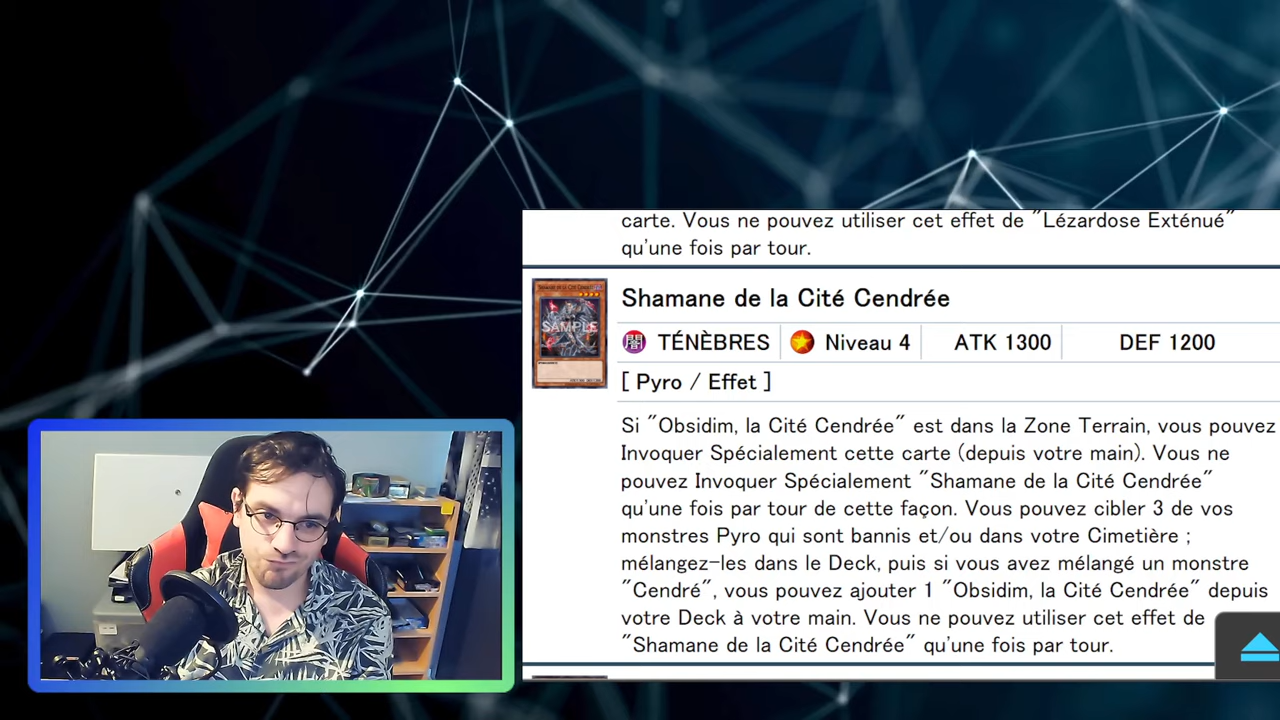 carte. Vous ne pouvez utiliser cet effet de "Lézardose Exténué"
qu'une fois par tour.
Shamane de la Cité Cendrée
SAMPLE
闇 TÉNÈBRES Niveau 4 ATK 1300 DEF 1200
[ Pyro / Effet ]
Si "Obsidim, la Cité Cendrée" est dans la Zone Terrain, vous pouvez
Invoquer Spécialement cette carte (depuis votre main). Vous ne
pouvez Invoquer Spécialement "Shamane de la Cité Cendrée"
qu'une fois par tour de cette façon. Vous pouvez cibler 3 de vos
monstres Pyro qui sont bannis et/ou dans votre Cimetière ;
mélangez-les dans le Deck, puis si vous avez mélangé un monstre
"Cendré", vous pouvez ajouter 1 "Obsidim, la Cité Cendrée" depuis
votre Deck à votre main. Vous ne pouvez utiliser cet effet de
"Shamane de la Cité Cendrée" qu'une fois par tour.